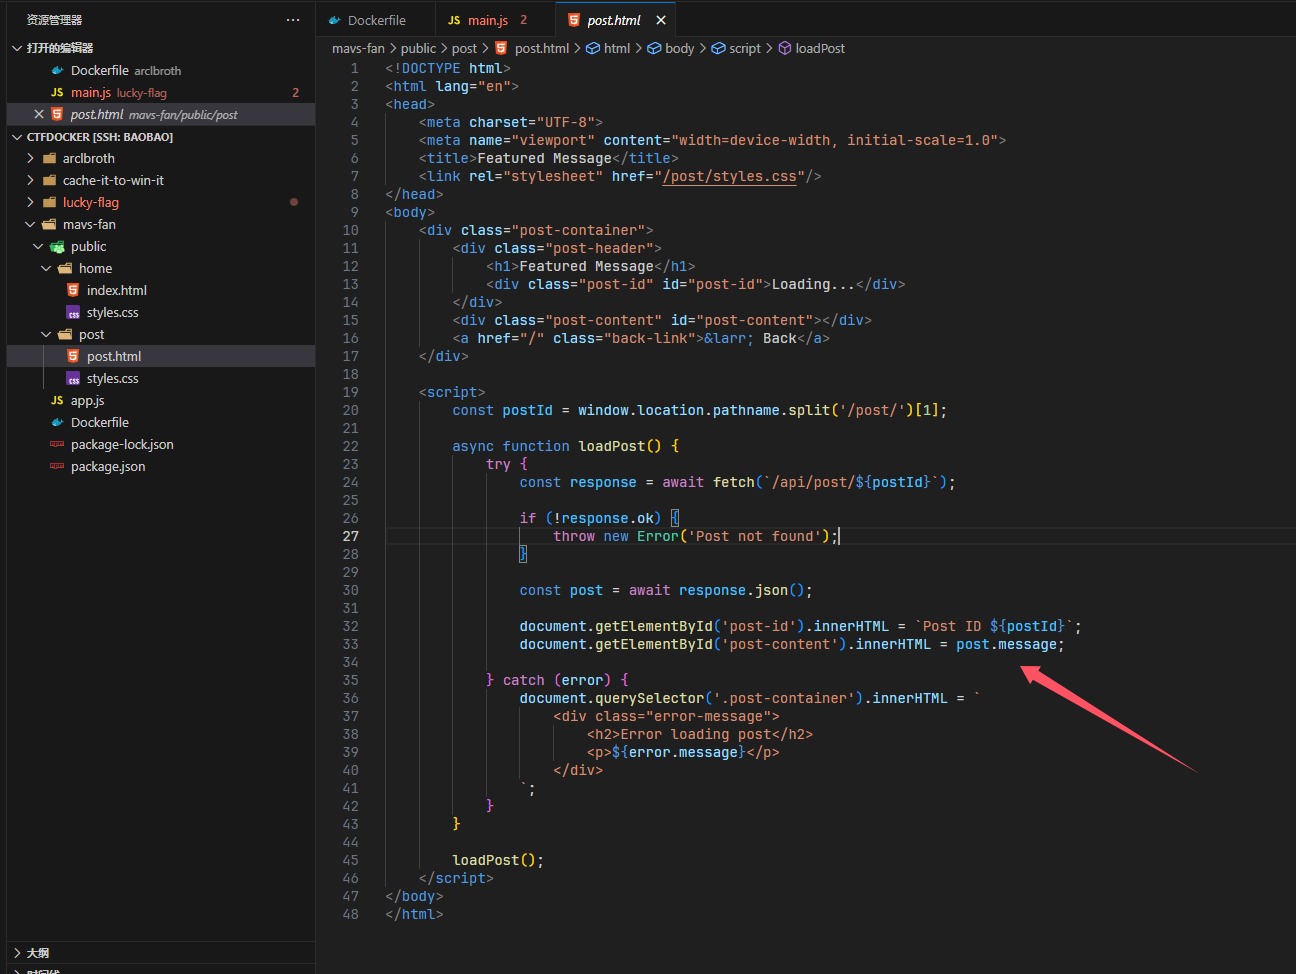 资源管理器
打开的编辑器
Dockerfile arclbroth
JS main.js lucky-flag 2
post.html mavs-fan/public/post
CTFDOCKER [SSH: BAOBAO]
arclbroth
cache-it-to-win-it
lucky-flag
mavs-fan
public
home
index.html
styles.css
post
post.html
styles.css
JS app.js
Dockerfile
package-lock.json
package.json
大纲
时间线
Dockerfile
JS main.js 2
post.html
mavs-fan > public > post > post.html > html > body > script > loadPost
1 <!DOCTYPE html>
2 <html lang="en">
3 <head>
4 <meta charset="UTF-8">
5 <meta name="viewport" content="width=device-width, initial-scale=1.0">
6 <title>Featured Message</title>
7 <link rel="stylesheet" href="/post/styles.css"/>
8 </head>
9 <body>
10 <div class="post-container">
11 <div class="post-header">
12 <h1>Featured Message</h1>
13 <div class="post-id" id="post-id">Loading...</div>
14 </div>
15 <div class="post-content" id="post-content"></div>
16 <a href="/" class="back-link">&larr; Back</a>
17 </div>
18
19 <script>
20 const postId = window.location.pathname.split('/post/')[1];
21
22 async function loadPost() {
23 try {
24 const response = await fetch(`/api/post/${postId}`);
25
26 if (!response.ok) {
27 throw new Error('Post not found');
28 }
29
30 const post = await response.json();
31
32 document.getElementById('post-id').innerHTML = `Post ID ${postId}`;
33 document.getElementById('post-content').innerHTML = post.message;
34
35 } catch (error) {
36 document.querySelector('.post-container').innerHTML = `
37 <div class="error-message">
38 <h2>Error loading post</h2>
39 <p>${error.message}</p>
40 </div>
41 `;
42 }
43 }
44
45 loadPost();
46 </script>
47 </body>
48 </html>